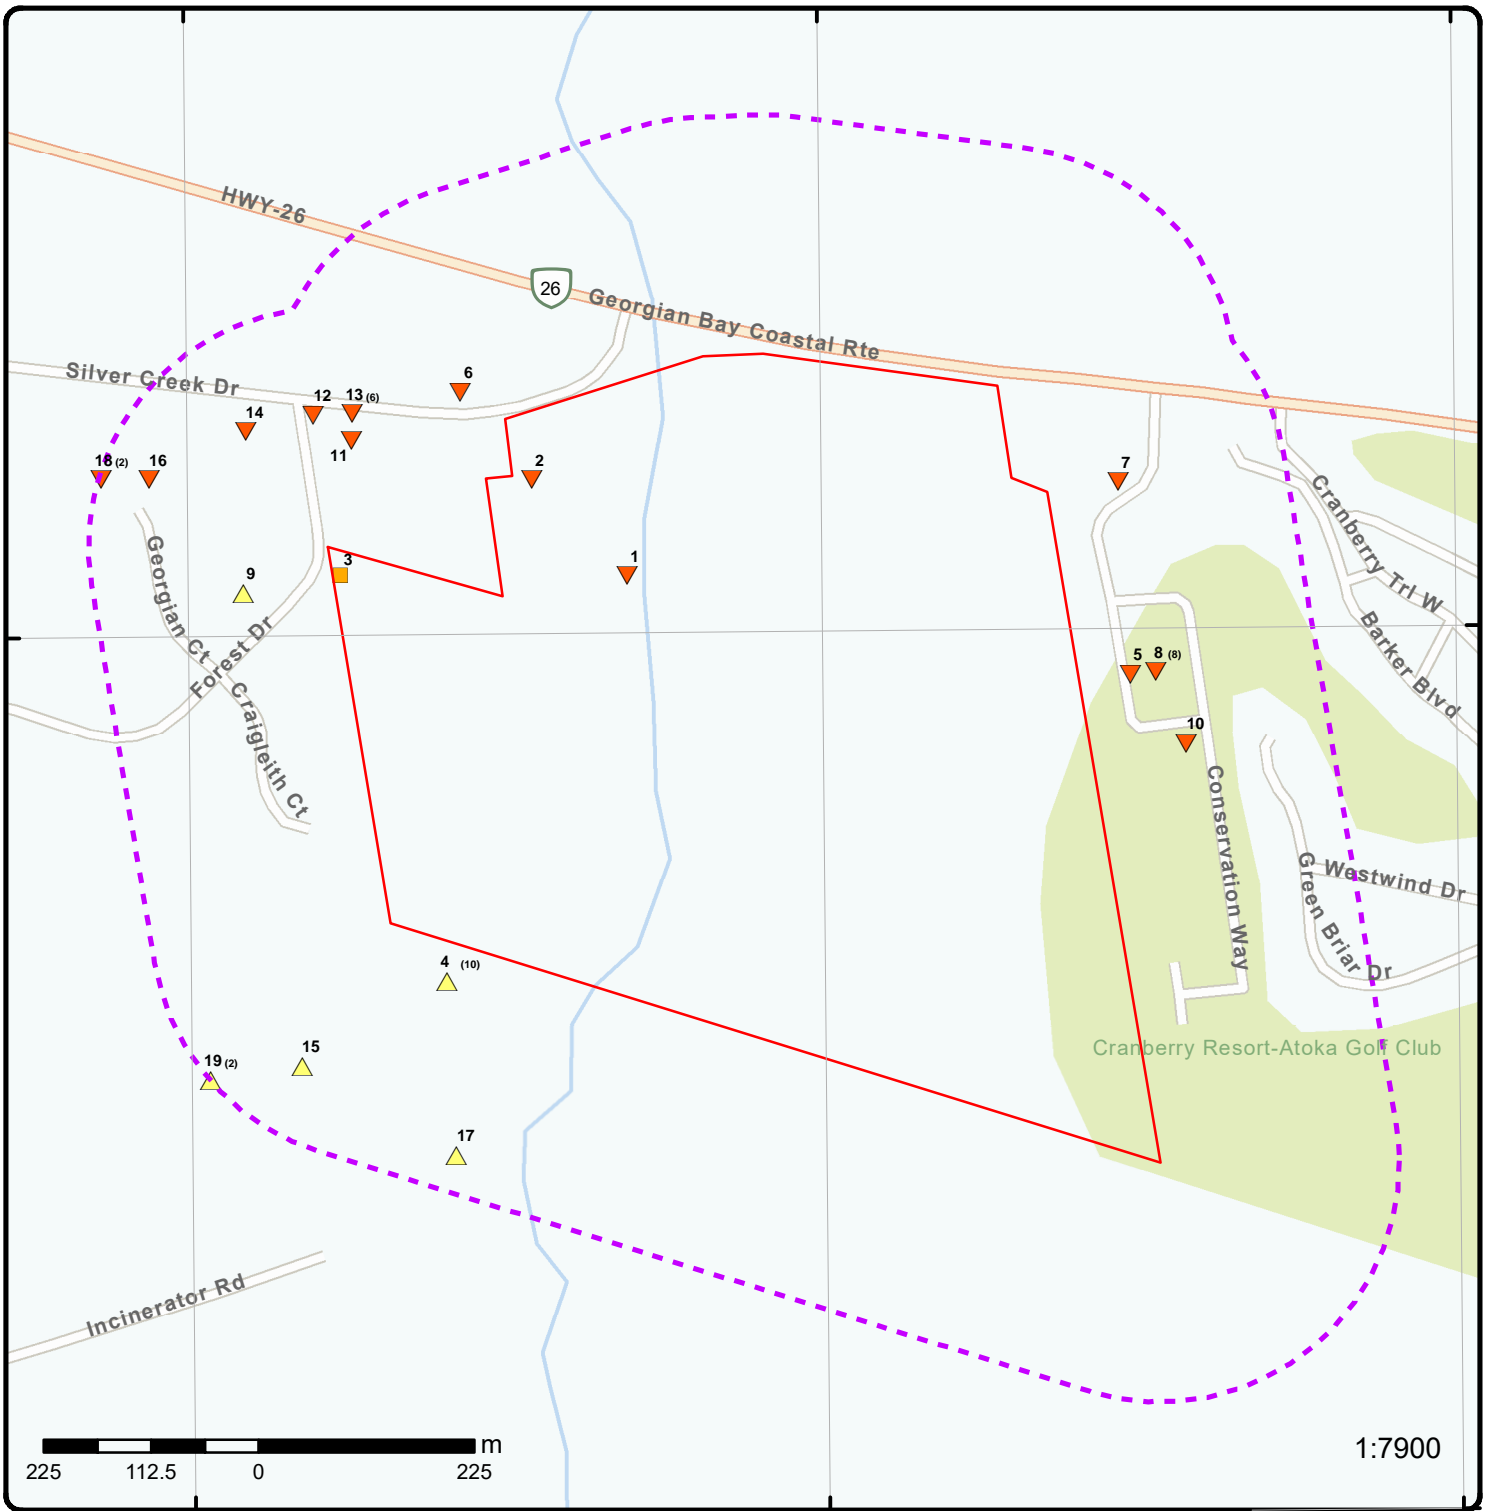 HWY-26
26
Georgian Bay Coastal Rte
Silver Creek Dr
6
12
13 (6)
14
11
18 (2)
16
2
7
Cranberry Trl W
Georgian Ct
9
3
1
Forest Dr
Barker Blvd
5
8 (8)
10
Craigleith Ct
Conservation Way
Green Briar Dr
Westwind Dr
4 (10)
Cranberry Resort-Atoka Golf Club
15
19 (2)
17
Incinerator Rd
m
225
112.5
0
225
1:7900